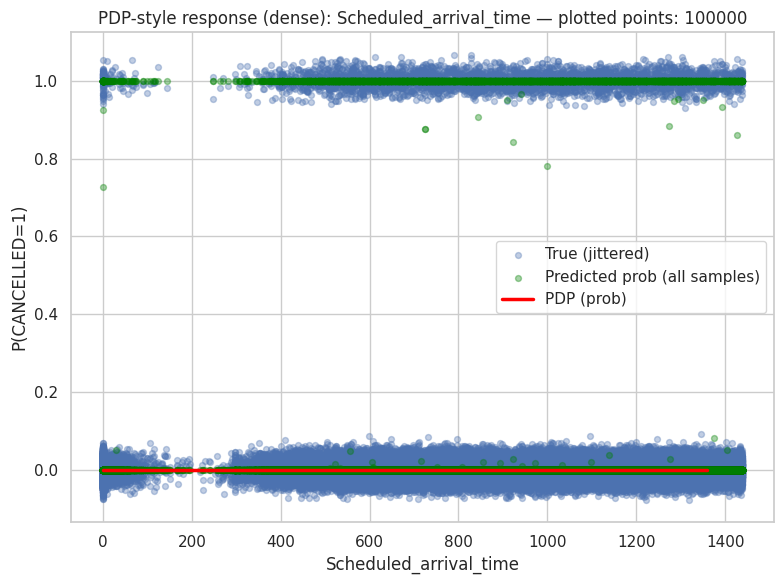 PDP-style response (dense): Scheduled_arrival_time — plotted points: 100000
1.0
0.8
0.6
0.4
0.2
0.0
P(CANCELLED=1)
True (jittered)
Predicted prob (all samples)
PDP (prob)
0 200 400 600 800 1000 1200 1400
Scheduled_arrival_time